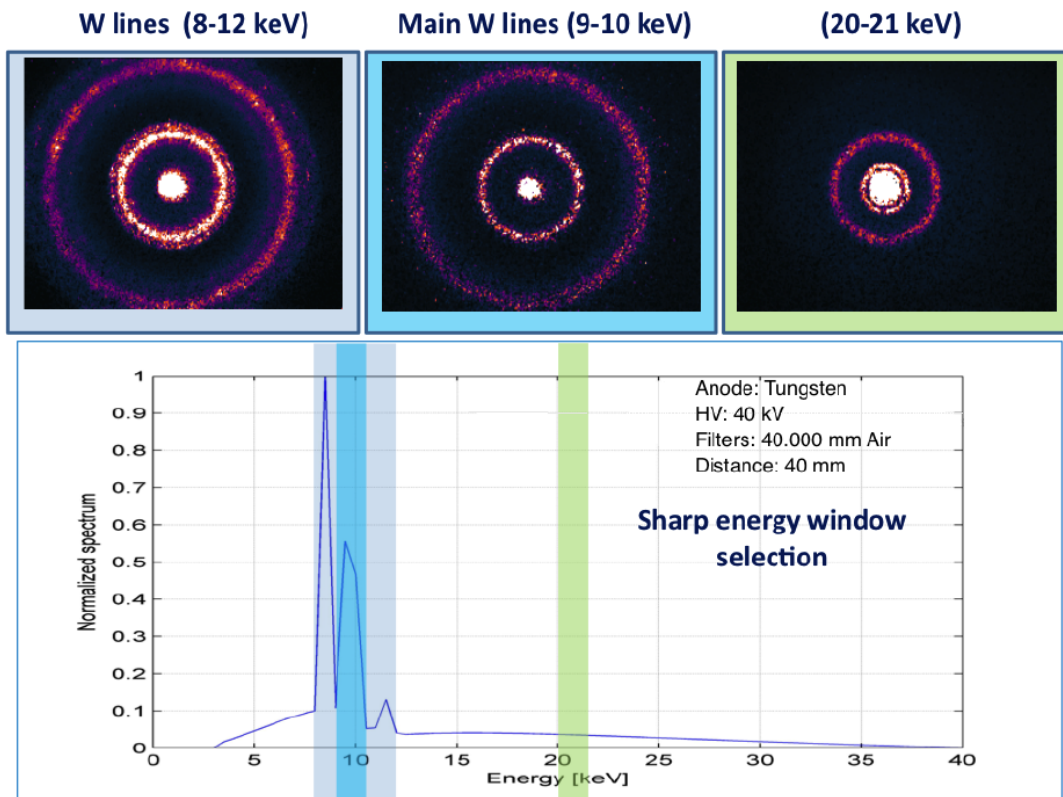 W lines (8-12 keV)
Main W lines (9-10 keV)
(20-21 keV)
Anode: Tungsten
HV: 40 kV
Filters: 40.000 mm Air
Distance: 40 mm
Sharp energy window
selection
Normalized spectrum
1
0.9
0.8
0.7
0.6
0.5
0.4
0.3
0.2
0.1
0
0 5 10 15 20 25 30 35 40
Energy [keV]